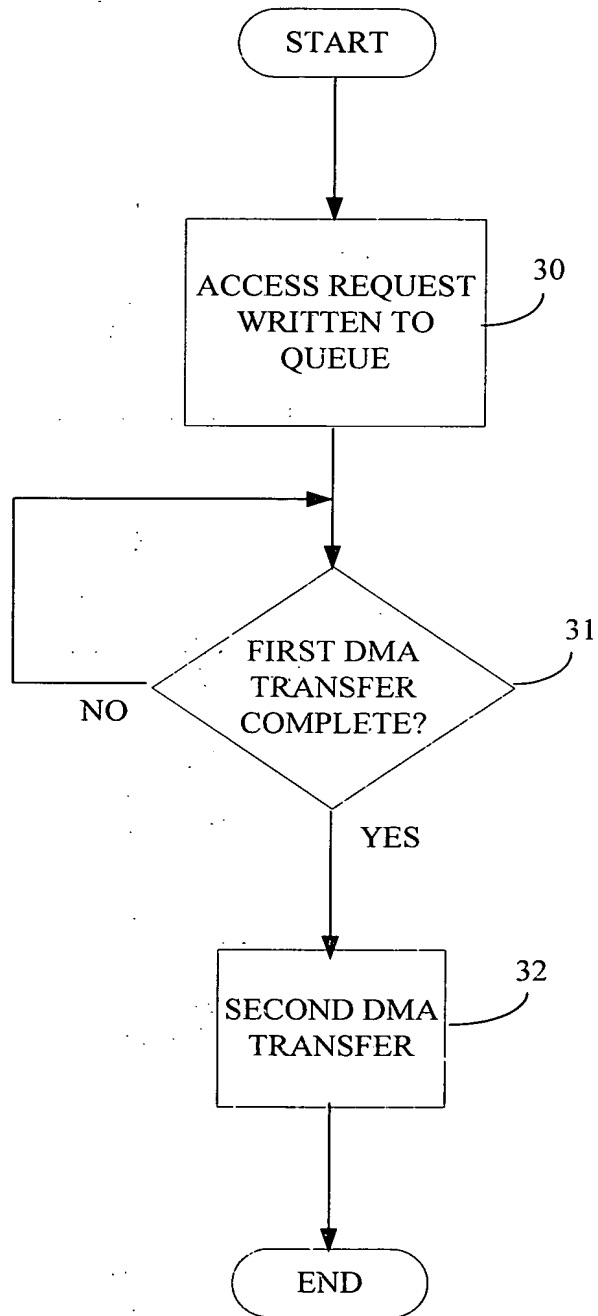 START
ACCESS REQUEST
WRITTEN TO
QUEUE
30
FIRST DMA
TRANSFER
COMPLETE?
31
NO
YES
SECOND DMA
TRANSFER
32
END